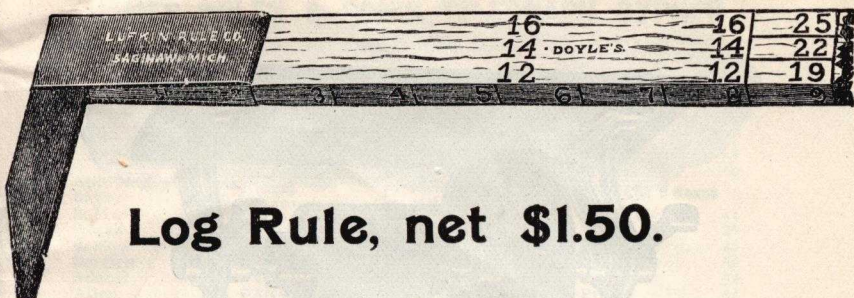 LUFKIN RULE CO,
SAGINAW MICH.
16 16 25
14 · DOYLE'S. 14 22
12 12 19
3 4 5 6 7 8 9
Log Rule, net $1.50.